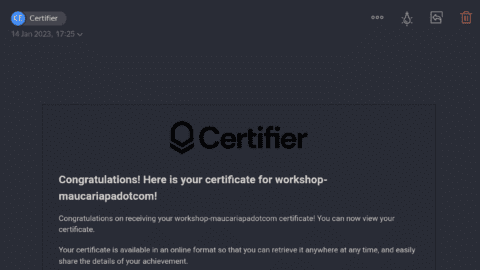 CE Certifier
14 Jan 2023, 17:25
Certifier
Congratulations! Here is your certificate for workshop-
maucariapadotcom!
Congratulations on receiving your workshop-maucariapadotcom certificate! You can now view your
certificate.
Your certificate is available in an online format so that you can retrieve it anywhere at any time, and easily
share the details of your achievement.